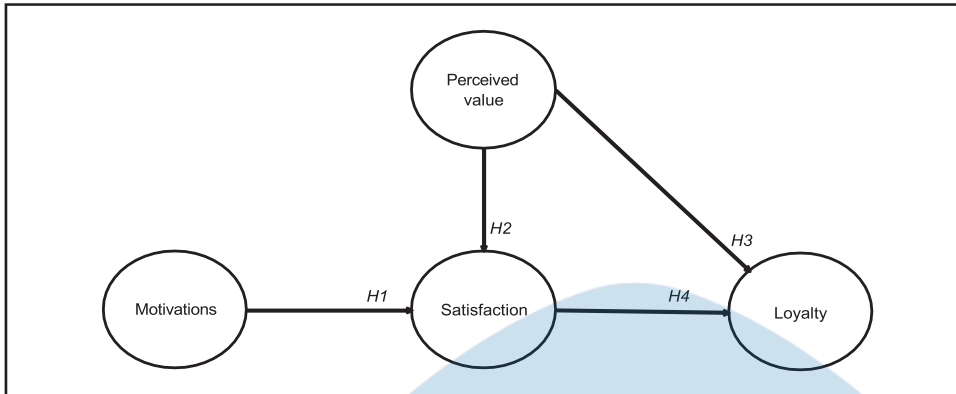 Perceived
value
H2
H3
Motivations
H1
Satisfaction
H4
Loyalty